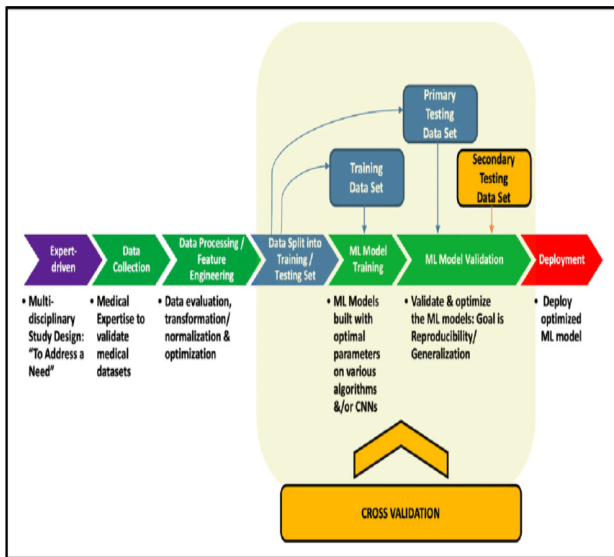 Primary
Testing
Data Set
Training
Data Set
Secondary
Testing
Data Set
Expert-
driven
Data
Collection
Data Processing /
Feature
Engineering
Data Split into
Training /
Testing Set
ML Model
Training
ML Model Validation
Deployment
• Multi-
disciplinary
Study Design:
"To Address a
Need"
• Medical
Expertise to
validate
medical
datasets
• Data evaluation,
transformation/
normalization &
optimization
• ML Models
built with
optimal
parameters
on various
algorithms
&/or CNNs
• Validate & optimize
the ML models: Goal is
Reproducibility/
Generalization
• Deploy
optimized
ML model
CROSS VALIDATION